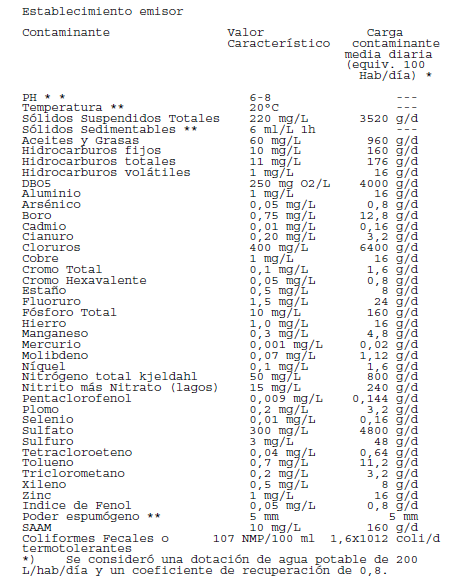 Establecimiento emisor
Contaminante Valor Carga
Característico contaminante
media diaria
(equiv. 100
Hab/día) *
PH * * 6-8 ---
Temperatura ** 20ºC ---
Sólidos Suspendidos Totales 220 mg/L 3520 g/d
Sólidos Sedimentables ** 6 ml/L 1h ---
Aceites y Grasas 60 mg/L 960 g/d
Hidrocarburos fijos 10 mg/L 160 g/d
Hidrocarburos totales 11 mg/L 176 g/d
Hidrocarburos volátiles 1 mg/L 16 g/d
DBO5 250 mg O2/L 4000 g/d
Aluminio 1 mg/L 16 g/d
Arsénico 0,05 mg/L 0,8 g/d
Boro 0,75 mg/L 12,8 g/d
Cadmio 0,01 mg/L 0,16 g/d
Cianuro 0,20 mg/L 3,2 g/d
Cloruros 400 mg/L 6400 g/d
Cobre 1 mg/L 16 g/d
Cromo Total 0,1 mg/L 1,6 g/d
Cromo Hexavalente 0,05 mg/L 0,8 g/d
Estaño 0,5 mg/L 8 g/d
Fluoruro 1,5 mg/L 24 g/d
Fósforo Total 10 mg/L 160 g/d
Hierro 1,0 mg/L 16 g/d
Manganeso 0,3 mg/L 4,8 g/d
Mercurio 0,001 mg/L 0,02 g/d
Molibdeno 0,07 mg/L 1,12 g/d
Níquel 0,1 mg/L 1,6 g/d
Nitrógeno total kjeldahl 50 mg/L 800 g/d
Nitrito más Nitrato (lagos) 15 mg/L 240 g/d
Pentaclorofenol 0,009 mg/L 0,144 g/d
Plomo 0,2 mg/L 3,2 g/d
Selenio 0,01 mg/L 0,16 g/d
Sulfato 300 mg/L 4800 g/d
Sulfuro 3 mg/L 48 g/d
Tetracloroeteno 0,04 mg/L 0,64 g/d
Tolueno 0,7 mg/L 11,2 g/d
Triclorometano 0,2 mg/L 3,2 g/d
Xileno 0,5 mg/L 8 g/d
Zinc 1 mg/L 16 g/d
Indice de Fenol 0,05 mg/L 0,8 g/d
Poder espumógeno ** 5 mm 5 mm
SAAM 10 mg/L 160 g/d
Coliformes Fecales o 107 NMP/100 ml 1,6x1012 coli/d
termotolerantes
*) Se consideró una dotación de agua potable de 200
L/hab/día y un coeficiente de recuperación de 0,8.